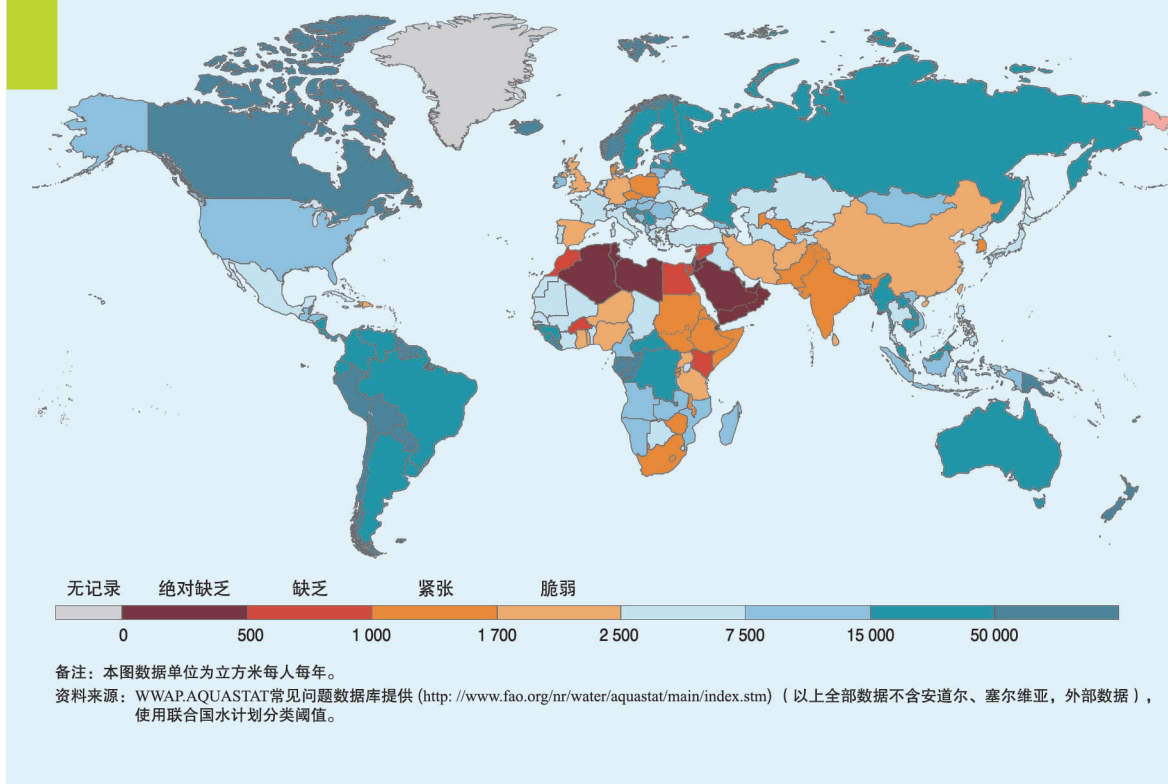 无记录 绝对缺乏 缺乏 紧张 脆弱
0 500 1 000 1 700 2 500 7 500 15 000 50 000
备注：本图数据单位为立方米每人每年。
资料来源：WWAP.AQUASTAT常见问题数据库提供 (http: //www.fao.org/nr/water/aquastat/main/index.stm)（以上全部数据不含安道尔、塞尔维亚，外部数据），
使用联合国水计划分类阈值。